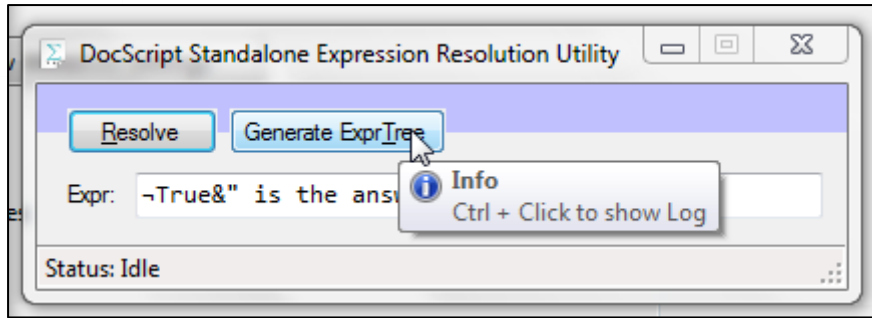 DocScript Standalone Expression Resolution Utility
Resolve
Generate ExprTree
Info
Ctrl + Click to show Log
Expr:
¬True&" is the ans
Status: Idle